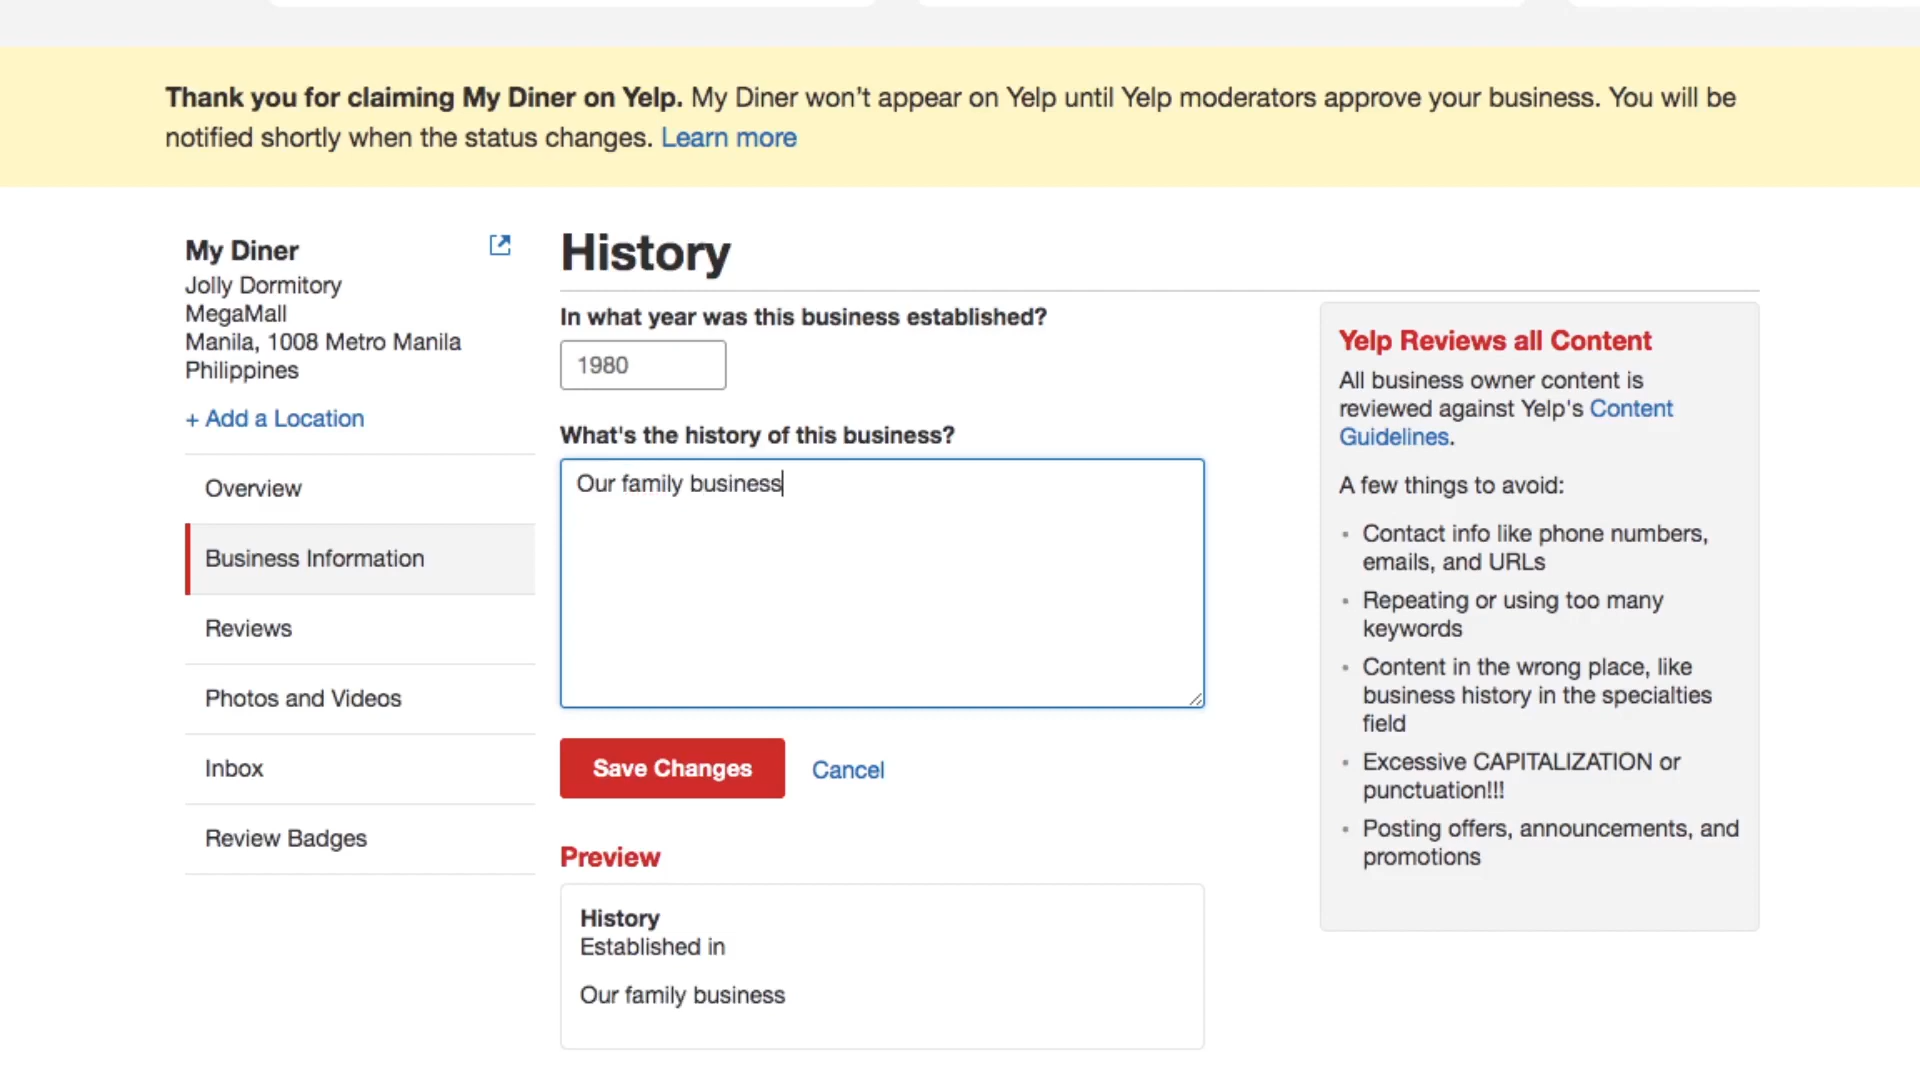 Thank you for claiming My Diner on Yelp. My Diner won't appear on Yelp until Yelp moderators approve your business. You will be
notified shortly when the status changes. Learn more
My Diner
Jolly Dormitory
MegaMall
Manila, 1008 Metro Manila
Philippines
+ Add a Location
Overview
Business Information
Reviews
Photos and Videos
Inbox
Review Badges
History
In what year was this business established?
1980
What's the history of this business?
Our family business
Save Changes
Cancel
Preview
History
Established in
Our family business
Yelp Reviews all Content
All business owner content is
reviewed against Yelp's Content
Guidelines.
A few things to avoid:
• Contact info like phone numbers,
emails, and URLs
• Repeating or using too many
keywords
• Content in the wrong place, like
business history in the specialties
field
• Excessive CAPITALIZATION or
punctuation!!!
• Posting offers, announcements, and
promotions